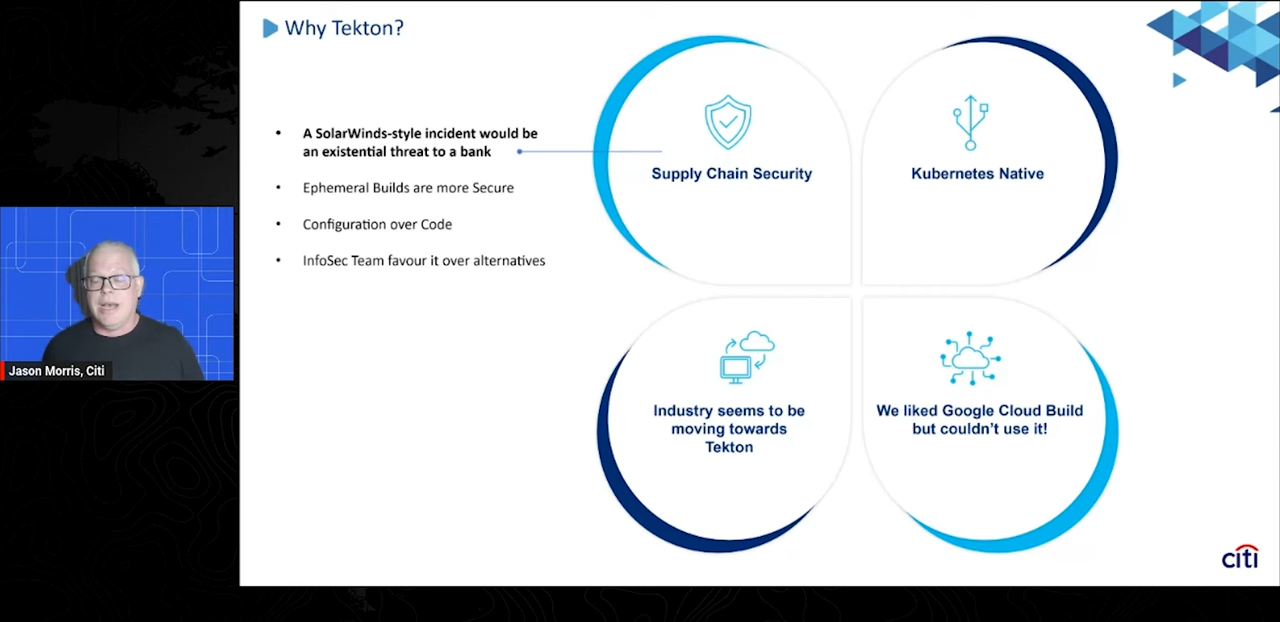 Why Tekton?
• A SolarWinds-style incident would be
an existential threat to a bank
• Ephemeral Builds are more Secure
• Configuration over Code
• InfoSec Team favour it over alternatives
Supply Chain Security
Kubernetes Native
Industry seems to be
moving towards
Tekton
We liked Google Cloud Build
but couldn't use it!
Jason Morris, Citi
citi